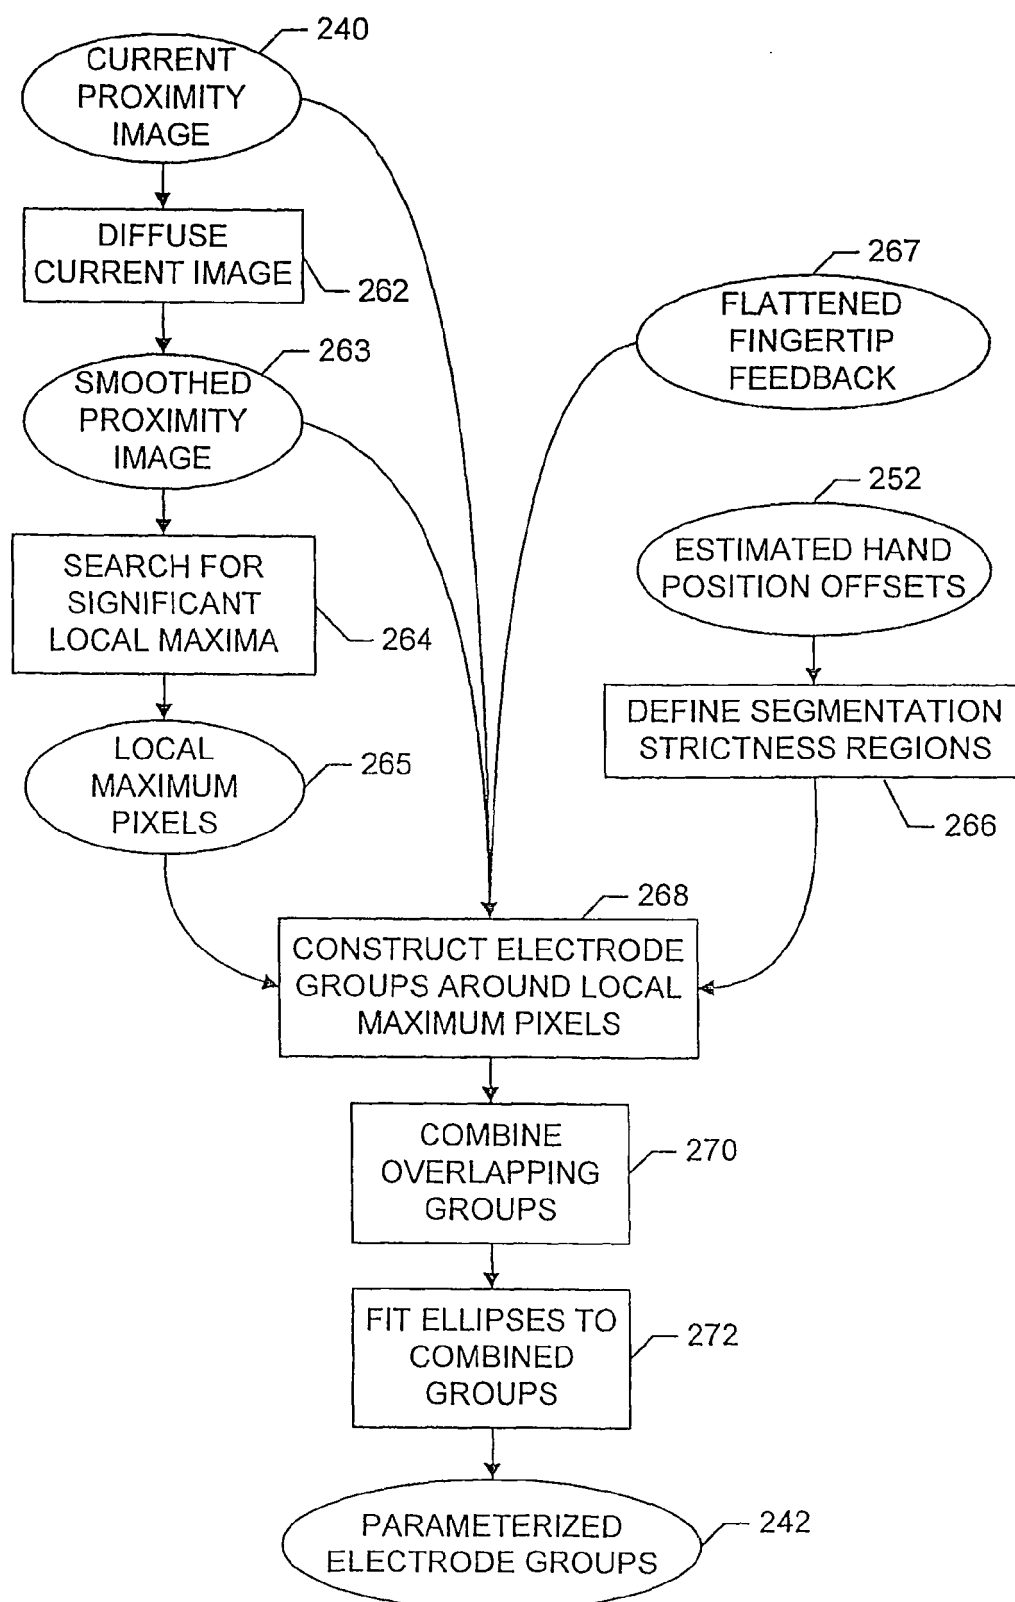 240
CURRENT
PROXIMITY
IMAGE
DIFFUSE
CURRENT IMAGE
262
263
SMOOTHED
PROXIMITY
IMAGE
SEARCH FOR
SIGNIFICANT
LOCAL MAXIMA
264
LOCAL
MAXIMUM
PIXELS
265
267
FLATTENED
FINGERTIP
FEEDBACK
252
ESTIMATED HAND
POSITION OFFSETS
DEFINE SEGMENTATION
STRICTNESS REGIONS
266
268
CONSTRUCT ELECTRODE
GROUPS AROUND LOCAL
MAXIMUM PIXELS
COMBINE
OVERLAPPING
GROUPS
270
FIT ELLIPSES TO
COMBINED
GROUPS
272
PARAMETERIZED
ELECTRODE GROUPS
242